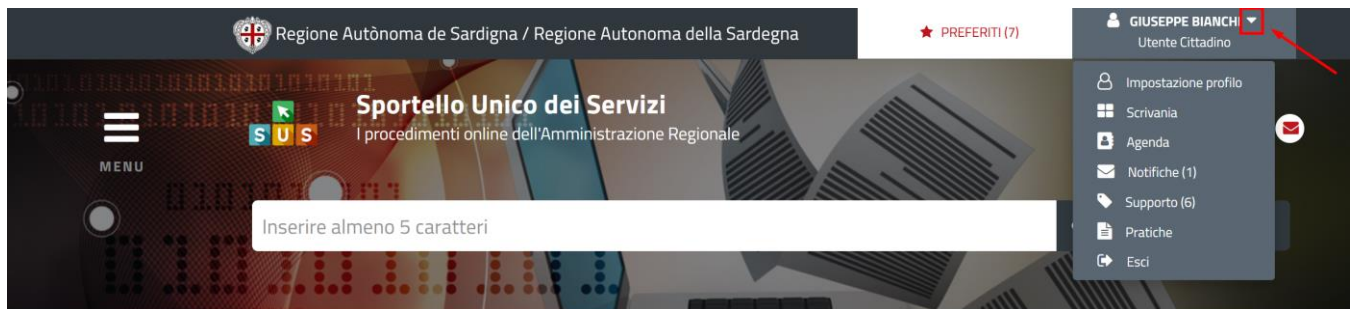 Regione Autònoma de Sardigna / Regione Autonoma della Sardegna
PREFERITI (7)
GIUSEPPE BIANCHI
Utente Cittadino
MENU
SUS
Sportello Unico dei Servizi
I procedimenti online dell'Amministrazione Regionale
Inserire almeno 5 caratteri
Impostazione profilo
Scrivania
Agenda
Notifiche (1)
Supporto (6)
Pratiche
Esci